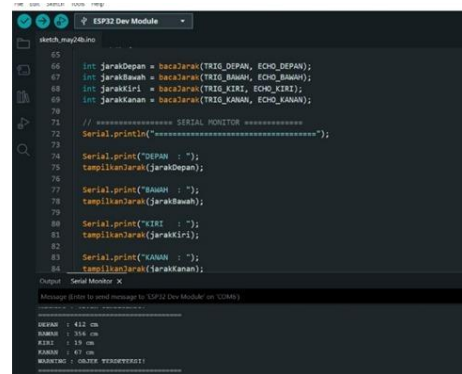 File Edit Sketch Tools Help
ESP32 Dev Module
sketch_may24b.ino
65
66 int jarakDepan = bacaJarak(TRIG_DEPAN, ECHO_DEPAN);
67 int jarakBawah = bacaJarak(TRIG_BAWAH, ECHO_BAWAH);
68 int jarakKiri = bacaJarak(TRIG_KIRI, ECHO_KIRI);
69 int jarakKanan = bacaJarak(TRIG_KANAN, ECHO_KANAN);
70
71 // ================= SERIAL MONITOR =============
72 Serial.println("===================================");
73
74 Serial.print("DEPAN : ");
75 tampilkanJarak(jarakDepan);
76
77 Serial.print("BAWAH : ");
78 tampilkanJarak(jarakBawah);
79
80 Serial.print("KIRI : ");
81 tampilkanJarak(jarakKiri);
82
83 Serial.print("KANAN : ");
84 tampilkanJarak(jarakKanan);
Output Serial Monitor X
Message (Enter to send message to 'ESP32 Dev Module' on 'COM6')
===================================
DEPAN : 412 cm
BAWAH : 356 cm
KIRI : 19 cm
KANAN : 67 cm
WARNING : OBJEK TERDETEKSI!
===================================